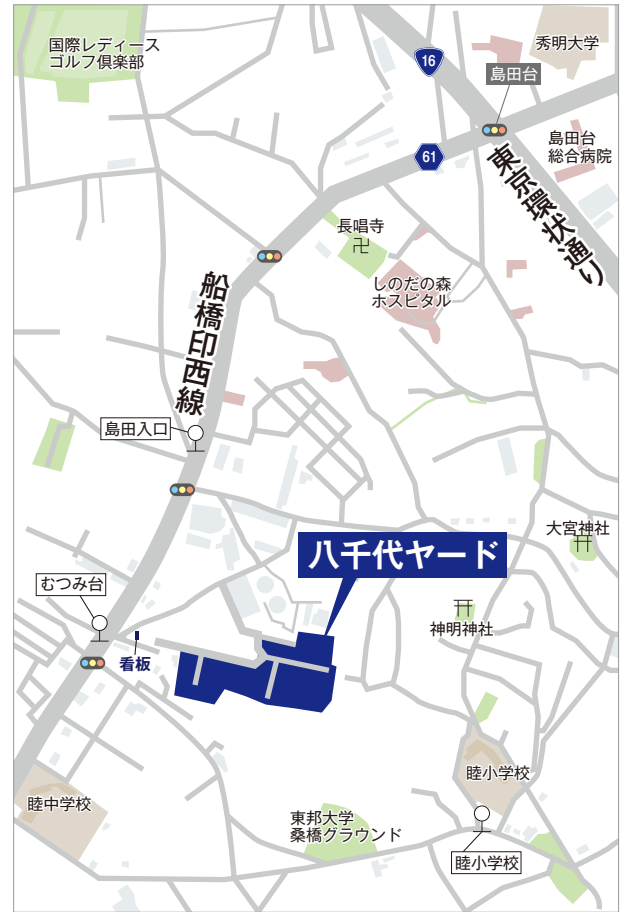 国際レディース
ゴルフ倶楽部
秀明大学
16
島田台
61
島田台
総合病院
東京環状通り
長唱寺
しのだの森
ホスピタル
船橋印西線
島田入口
八千代ヤード
大宮神社
むつみ台
神明神社
看板
睦小学校
睦中学校
東邦大学
桑橋グラウンド
睦小学校